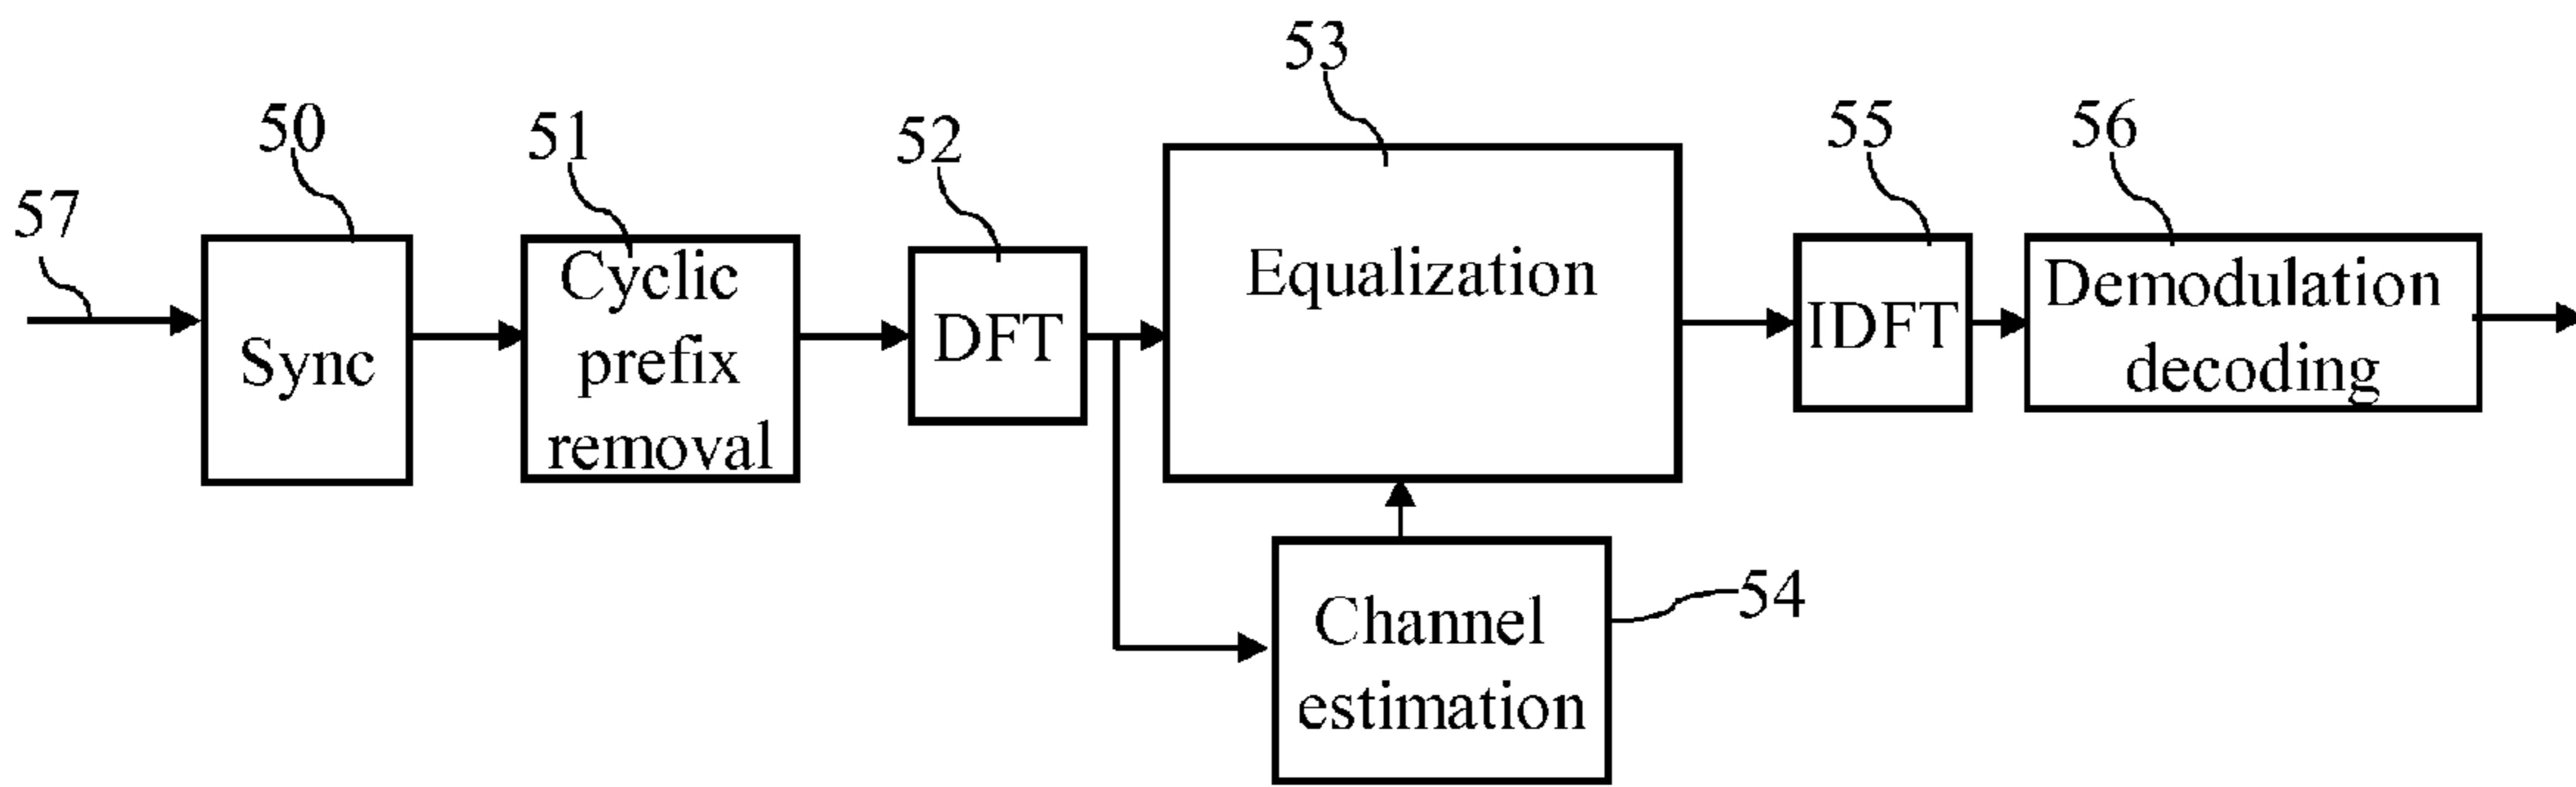 53
50
51
52
55
56
57
Sync
Cyclic
prefix
removal
DFT
Equalization
IDFT
Demodulation
decoding
Channel
estimation
54